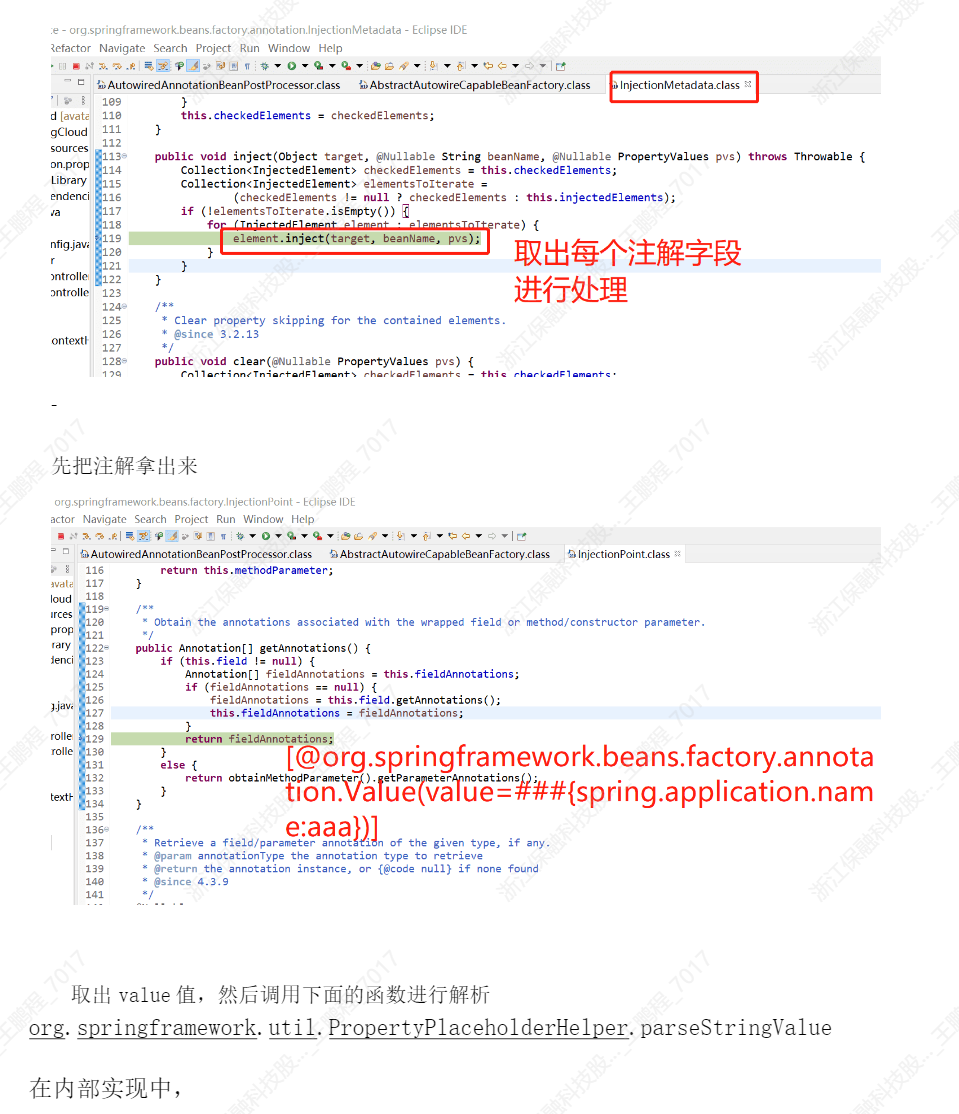 te - org.springframework.beans.factory.annotation.InjectionMetadata - Eclipse IDE
Refactor Navigate Search Project Run Window Help
AutowiredAnnotationBeanPostProcessor.class AbstractAutowireCapableBeanFactory.class InjectionMetadata.class
109 }
110 this.checkedElements = checkedElements;
111 }
112
113 public void inject(Object target, @Nullable String beanName, @Nullable PropertyValues pvs) throws Throwable {
114 Collection<InjectedElement> checkedElements = this.checkedElements;
115 Collection<InjectedElement> elementsToIterate =
116 (checkedElements != null ? checkedElements : this.injectedElements);
117 if (!elementsToIterate.isEmpty()) {
118 for (InjectedElement element : elementsToIterate) {
119 element.inject(target, beanName, pvs);
120 }
121 }
122 }
123
124 /**
125 * Clear property skipping for the contained elements.
126 * @since 3.2.13
127 */
128 public void clear(@Nullable PropertyValues pvs) {
129 Collection<InjectedElement> checkedElements = this.checkedElements;
取出每个注解字段
进行处理
先把注解拿出来
org.springframework.beans.factory.InjectionPoint - Eclipse IDE
actor Navigate Search Project Run Window Help
AutowiredAnnotationBeanPostProcessor.class AbstractAutowireCapableBeanFactory.class InjectionPoint.class
116 return this.methodParameter;
117 }
118
119 /**
120 * Obtain the annotations associated with the wrapped field or method/constructor parameter.
121 */
122 public Annotation[] getAnnotations() {
123 if (this.field != null) {
124 Annotation[] fieldAnnotations = this.fieldAnnotations;
125 if (fieldAnnotations == null) {
126 fieldAnnotations = this.field.getAnnotations();
127 this.fieldAnnotations = fieldAnnotations;
128 }
129 return fieldAnnotations;
130 }
131 else {
132 return obtainMethodParameter().getParameterAnnotations();
133 }
134 }
135
136 /**
137 * Retrieve a field/parameter annotation of the given type, if any.
138 * @param annotationType the annotation type to retrieve
139 * @return the annotation instance, or {@code null} if none found
140 * @since 4.3.9
141 */
[@org.springframework.beans.factory.annota
tion.Value(value=###{spring.application.nam
e:aaa})]
取出 value 值，然后调用下面的函数进行解析
org.springframework.util.PropertyPlaceholderHelper.parseStringValue
在内部实现中，